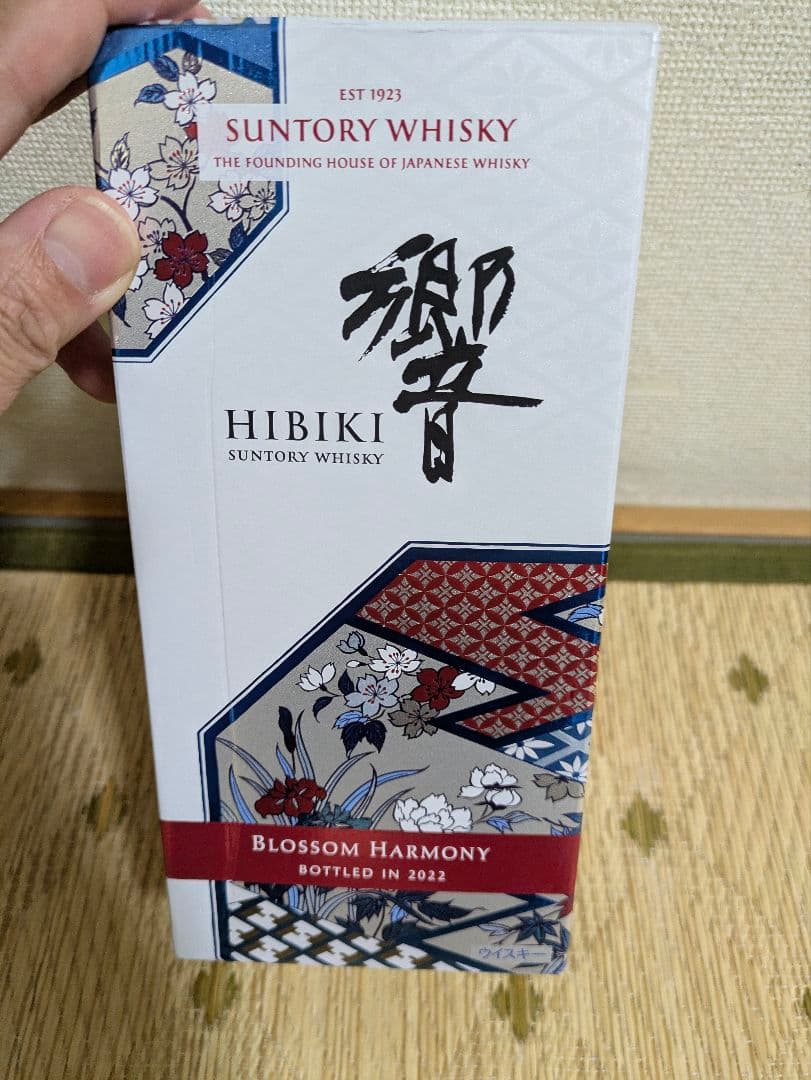 EST 1923
SUNTORY WHISKY
THE FOUNDING HOUSE OF JAPANESE WHISKY
響
HIBIKI
SUNTORY WHISKY
BLOSSOM HARMONY
BOTTLED IN 2022
ウイスキー